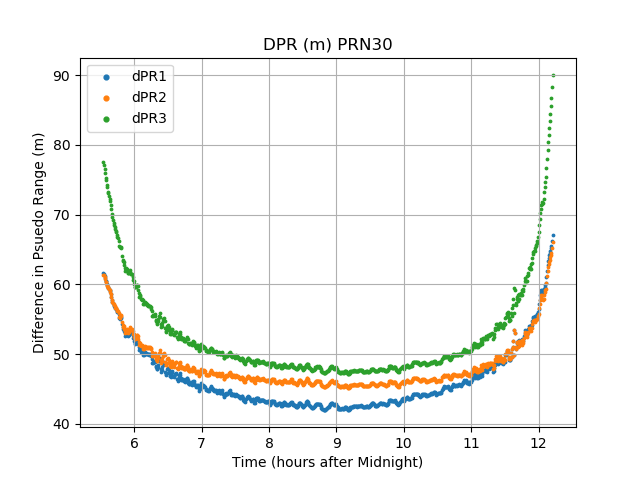 DPR (m) PRN30
Difference in Psuedo Range (m)
90
80
70
60
50
40
dPR1
dPR2
dPR3
6 7 8 9 10 11 12
Time (hours after Midnight)